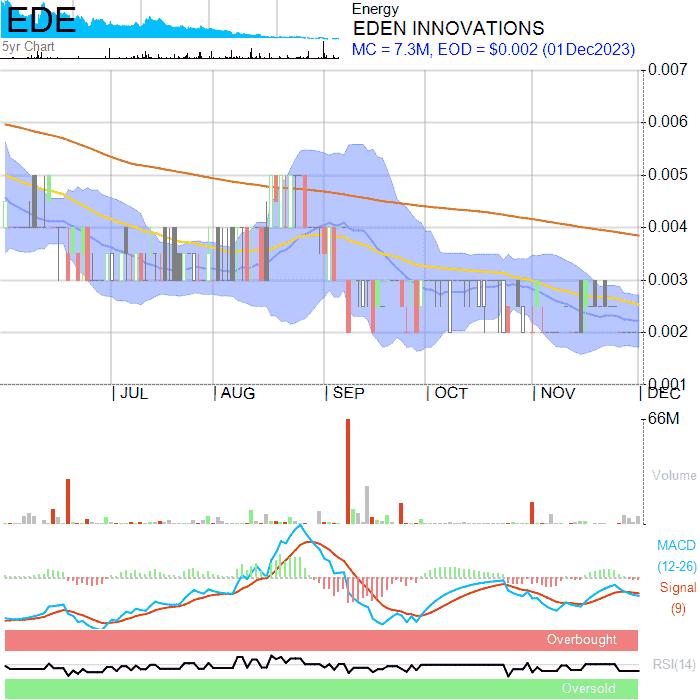 EDE
5yr Chart
Energy
EDEN INNOVATIONS
MC = 7.3M, EOD = $0.002 (01Dec2023)
0.007
0.006
0.005
0.004
0.003
0.002
0.001
JUL
AUG
SEP
OCT
NOV
DEC
66M
Volume
MACD
(12-26)
Signal
(9)
Overbought
RSI(14)
Oversold